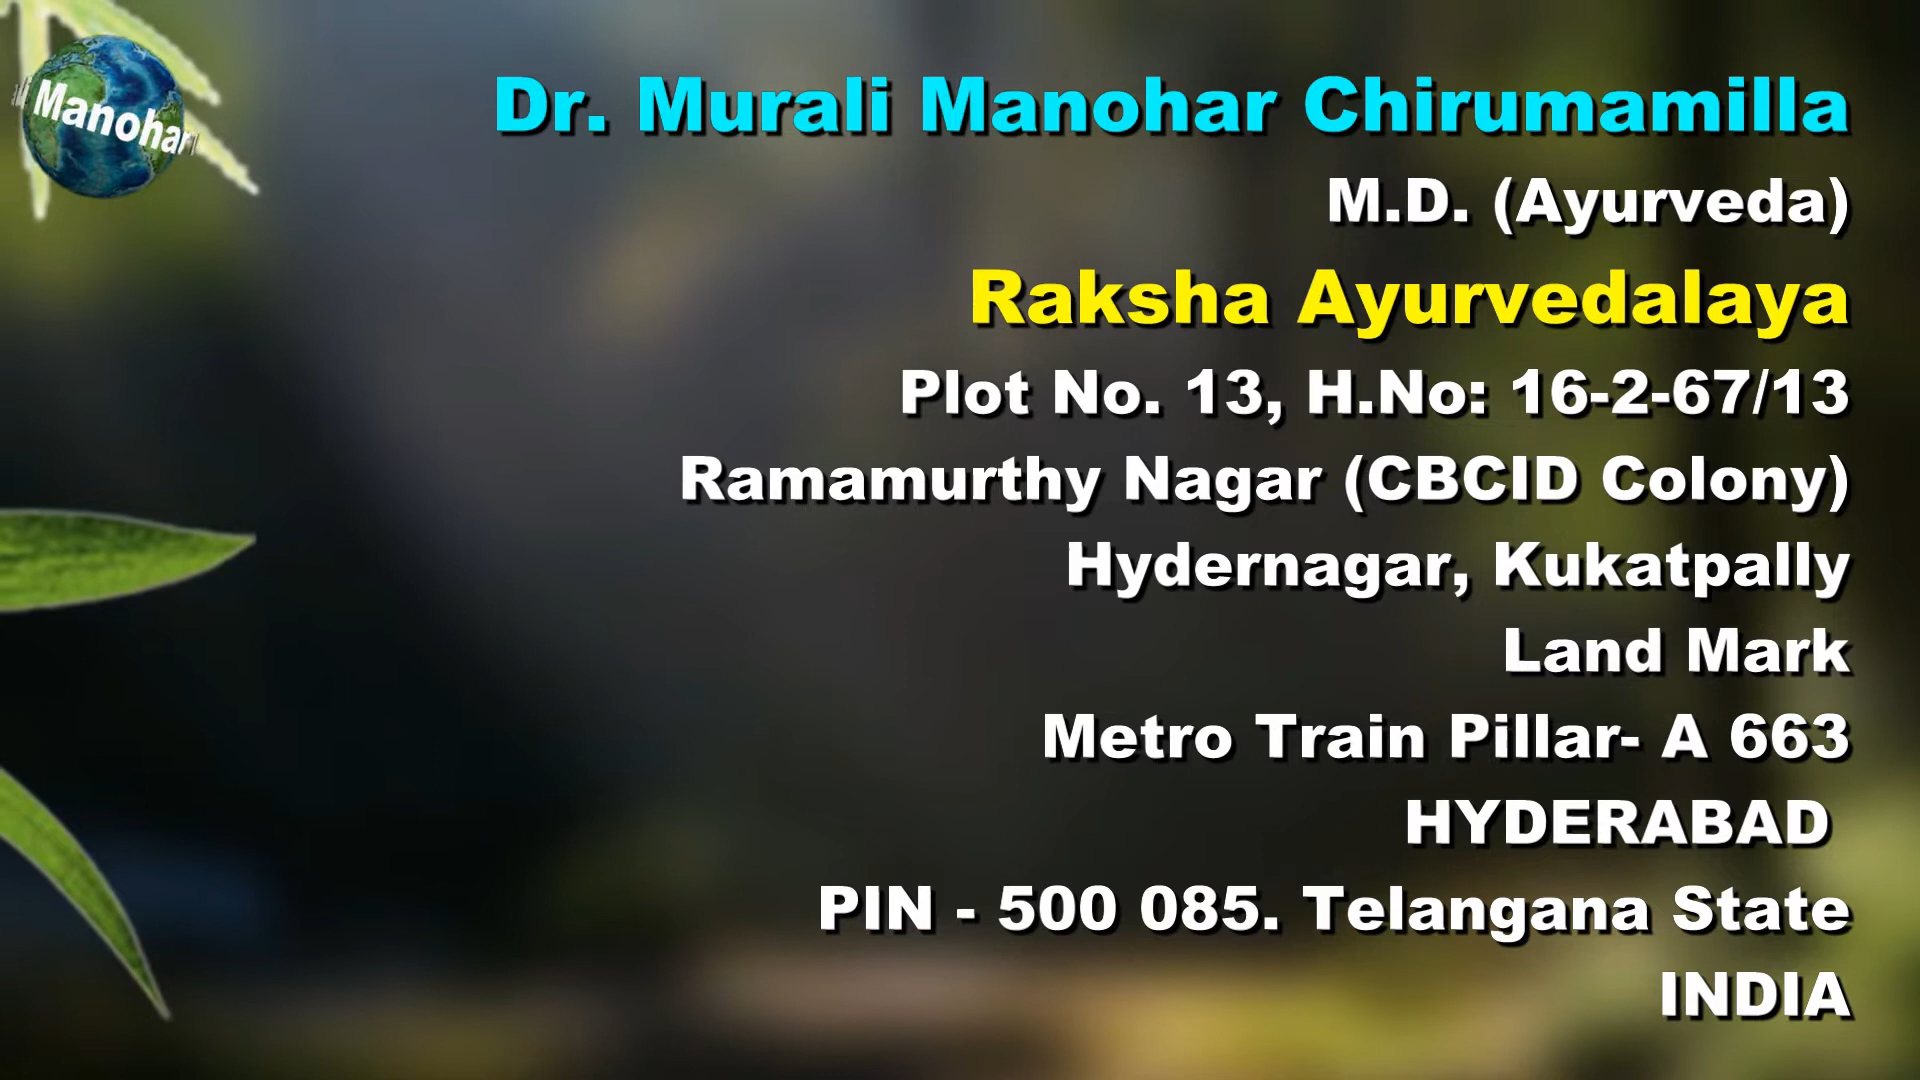 Manohar
Dr. Murali Manohar Chirumamilla
M.D. (Ayurveda)
Raksha Ayurvedalaya
Plot No. 13, H.No: 16-2-67/13
Ramamurthy Nagar (CBCID Colony)
Hydernagar, Kukatpally
Land Mark
Metro Train Pillar- A 663
HYDERABAD
PIN - 500 085. Telangana State
INDIA